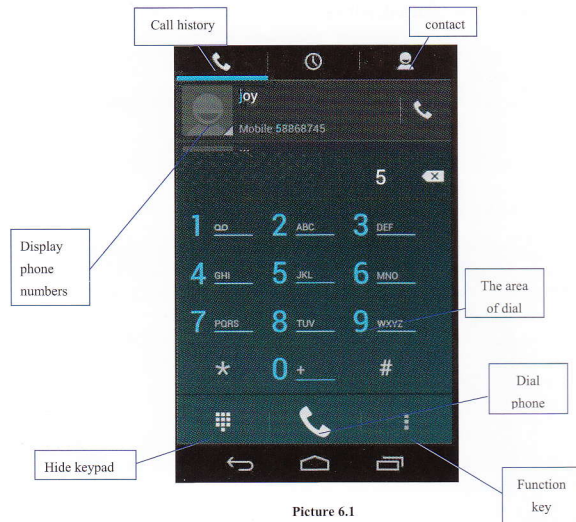 Call history
contact
joy
Mobile 58868745
5
1 2 ABC 3 DEF
Display
phone
numbers
4 GHI 5 JKL 6 MNO
The area
of dial
7 PQRS 8 TUV 9 WXYZ
* 0 + #
Dial
phone
Hide keypad
Function
key
Picture 6.1